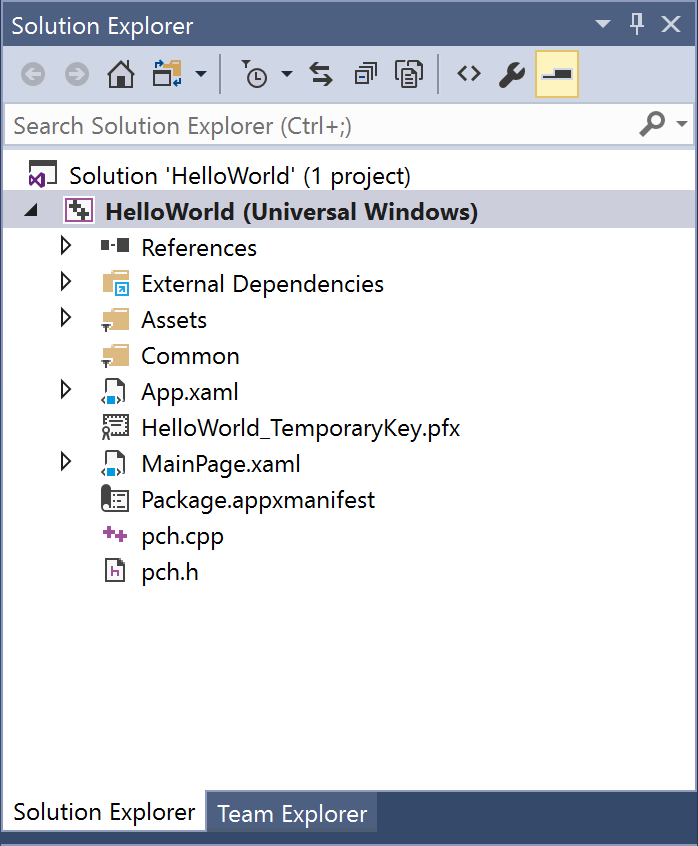 Solution Explorer
Search Solution Explorer (Ctrl+;)
Solution 'HelloWorld' (1 project)
HelloWorld (Universal Windows)
References
External Dependencies
Assets
Common
App.xaml
HelloWorld_TemporaryKey.pfx
MainPage.xaml
Package.appxmanifest
pch.cpp
pch.h
Solution Explorer Team Explorer